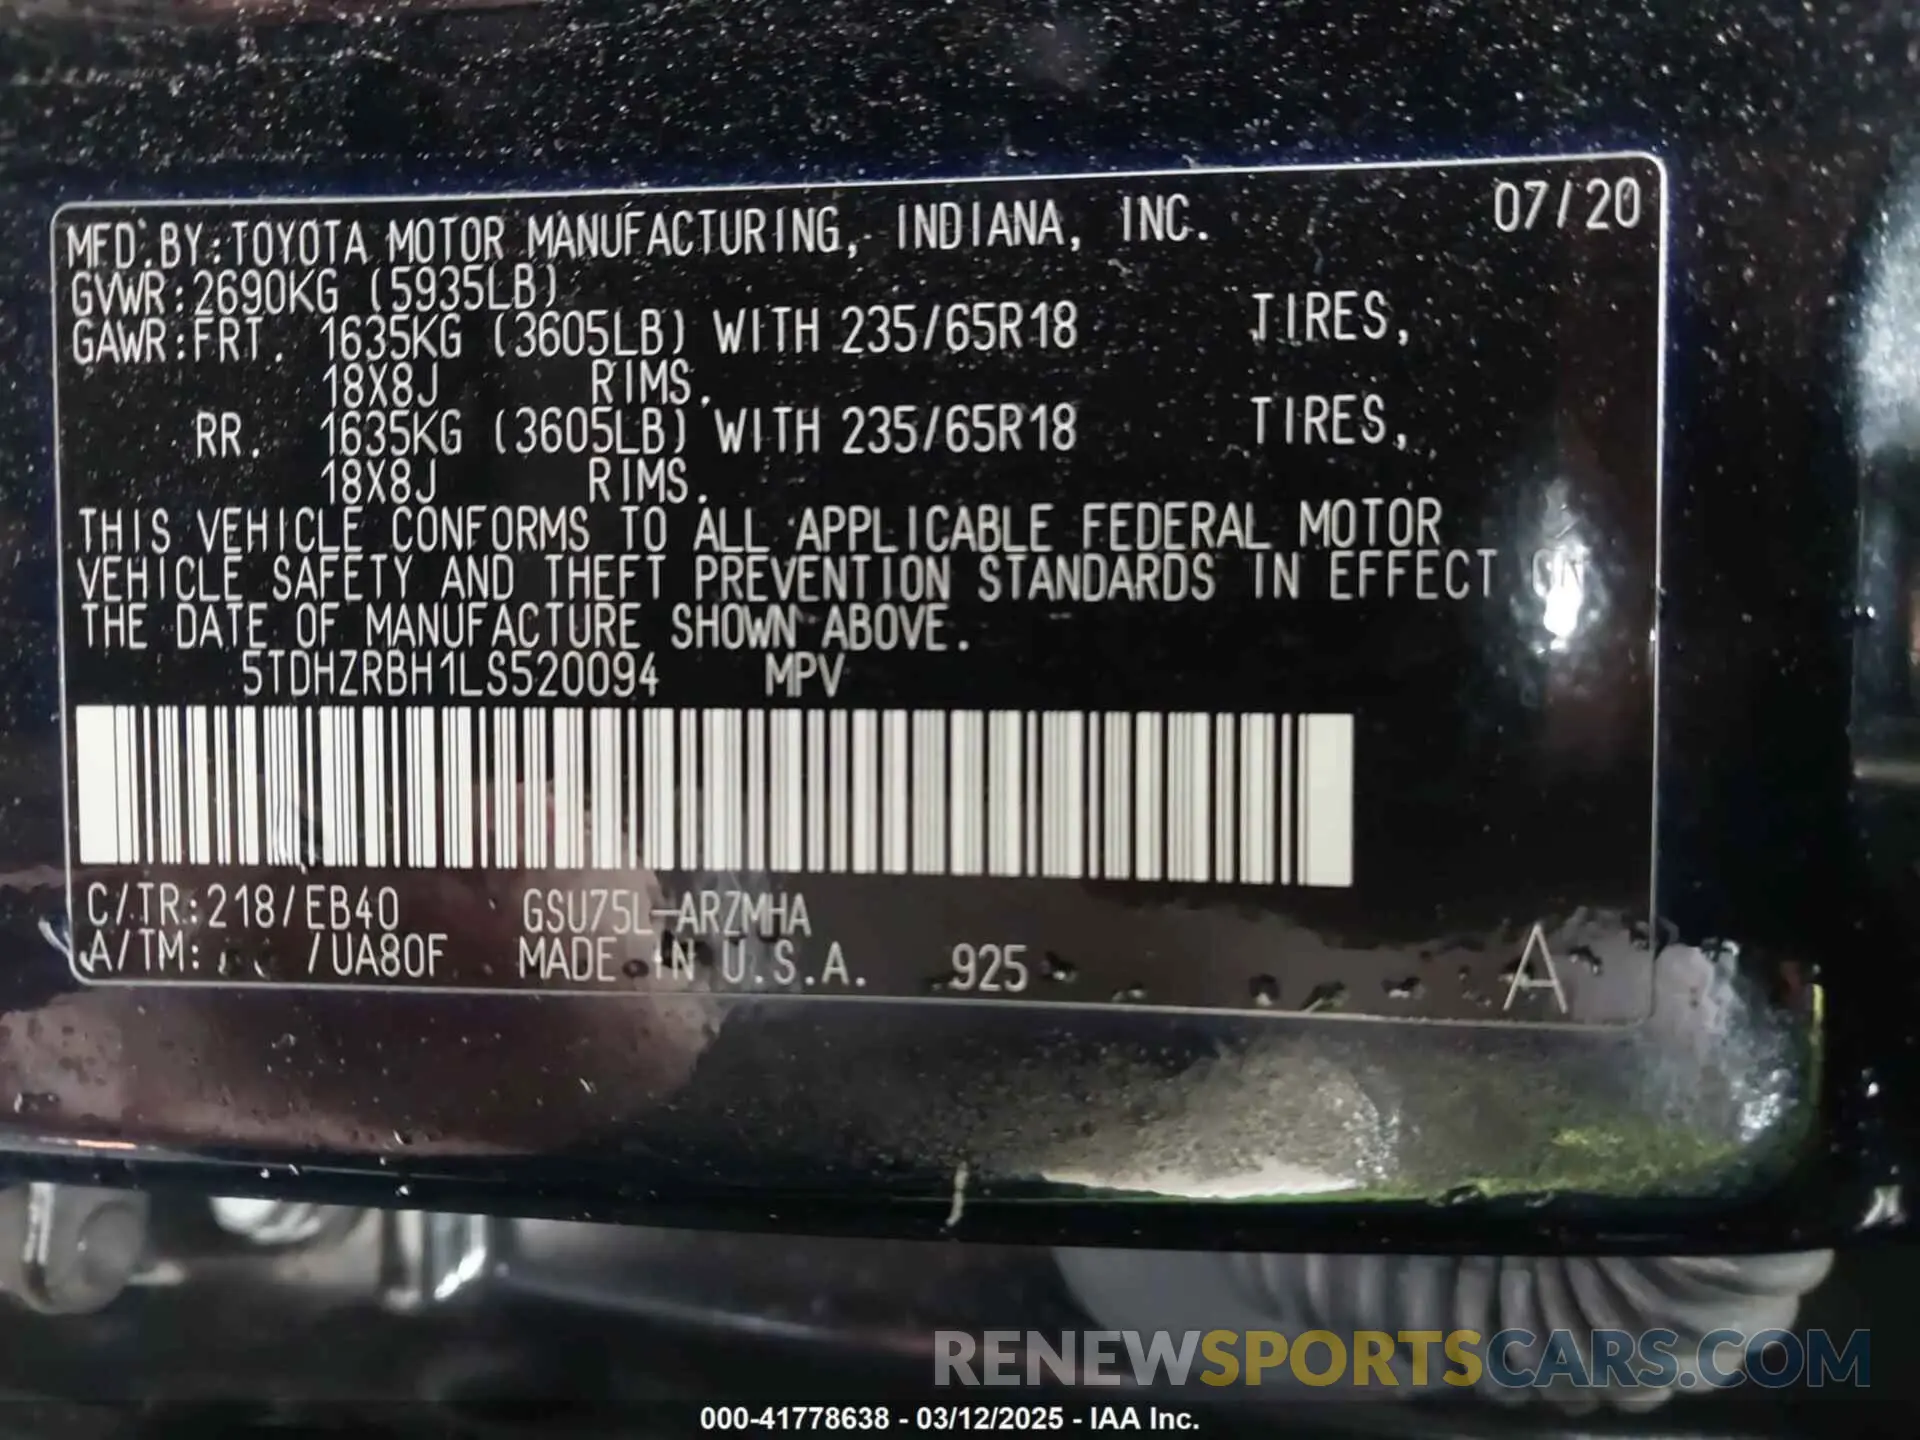 07/20
MFD.BY:TOYOTA MOTOR MANUFACTURING, INDIANA, INC.
GVWR:2690KG (5935LB)
GAWR:FRT. 1635KG (3605LB) WITH 235/65R18 TIRES,
18X8J RIMS.
RR. 1635KG (3605LB) WITH 235/65R18 TIRES,
18X8J RIMS.
THIS VEHICLE CONFORMS TO ALL APPLICABLE FEDERAL MOTOR
VEHICLE SAFETY AND THEFT PREVENTION STANDARDS IN EFFECT ON
THE DATE OF MANUFACTURE SHOWN ABOVE.
5TDHZRBH1LS520094 MPV
C/TR:218/EB40 GSU75L-ARZMHA
A/TM: /UA80F MADE IN U.S.A. 925 A
RENEWSPORTSCARS.COM
000-41778638 - 03/12/2025 - IAA Inc.